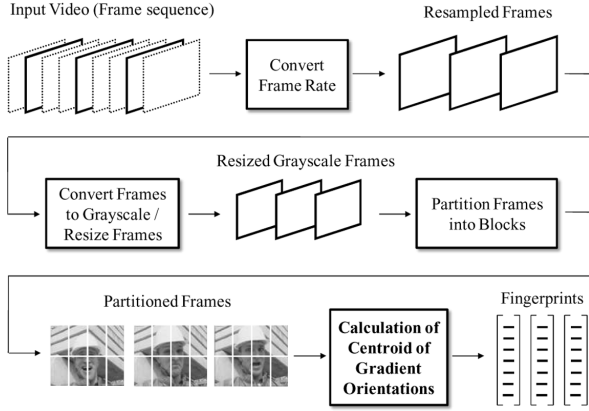 Input Video (Frame sequence)
Resampled Frames
Convert
Frame Rate
Resized Grayscale Frames
Convert Frames
to Grayscale /
Resize Frames
Partition Frames
into Blocks
Partitioned Frames
Fingerprints
Calculation of
Centroid of
Gradient
Orientations